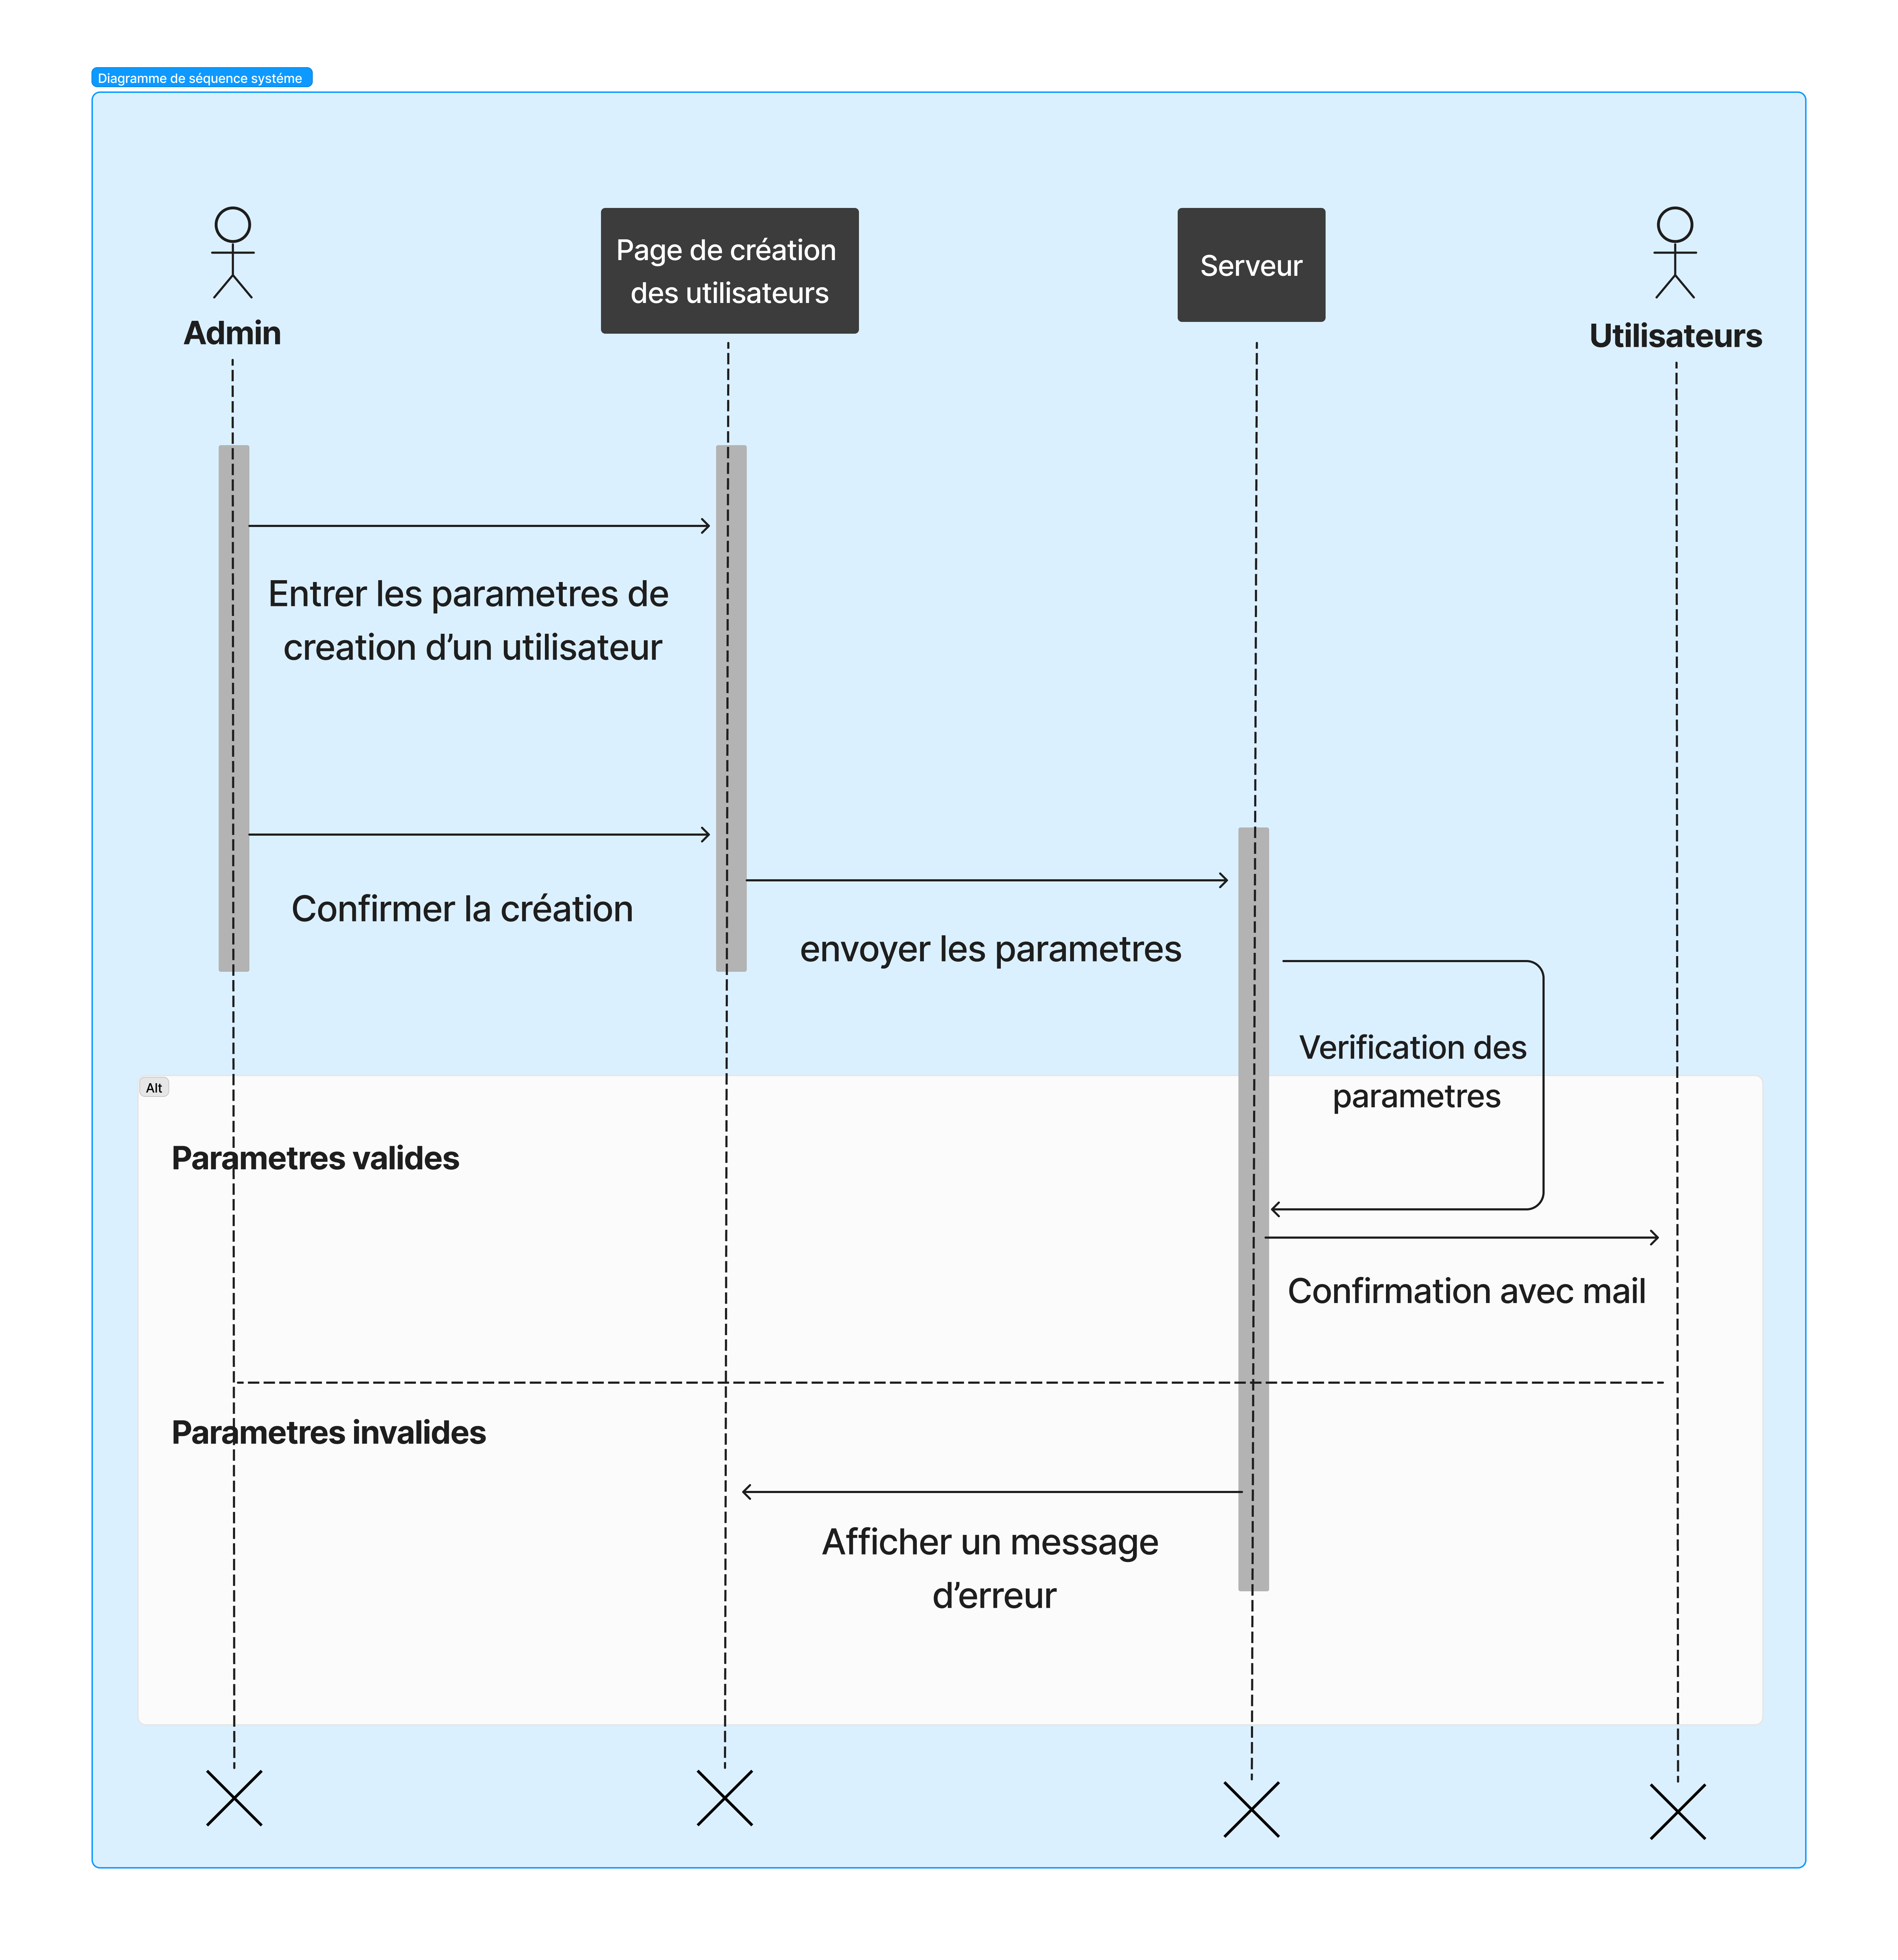 Diagramme de séquence systéme
Page de création
des utilisateurs
Serveur
Admin
Utilisateurs
Entrer les parametres de
creation d’un utilisateur
Confirmer la création
envoyer les parametres
Verification des
parametres
Alt
Parametres valides
Confirmation avec mail
Parametres invalides
Afficher un message
d’erreur